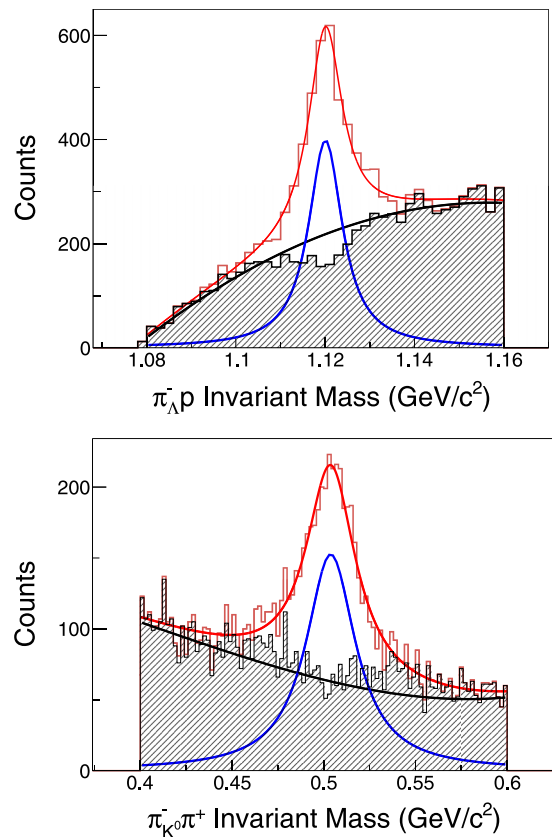 600
400
200
0
Counts
1.08 1.1 1.12 1.14 1.16
π⁻Λp Invariant Mass (GeV/c²)
200
100
0
Counts
0.4 0.45 0.5 0.55 0.6
π⁻K⁰π⁺ Invariant Mass (GeV/c²)